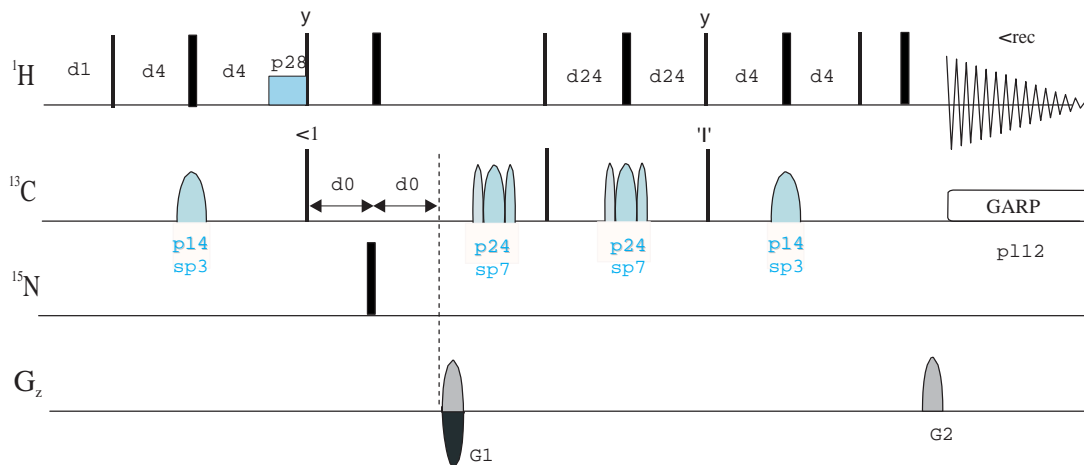 y y
<rec
¹H d1 d4 d4 p28 d24 d24 d4 d4
<1 'I'
¹³C d0 d0 GARP
p14 p24 p24 p14 pl12
sp3 sp7 sp7 sp3
¹⁵N
Gz
G1 G2